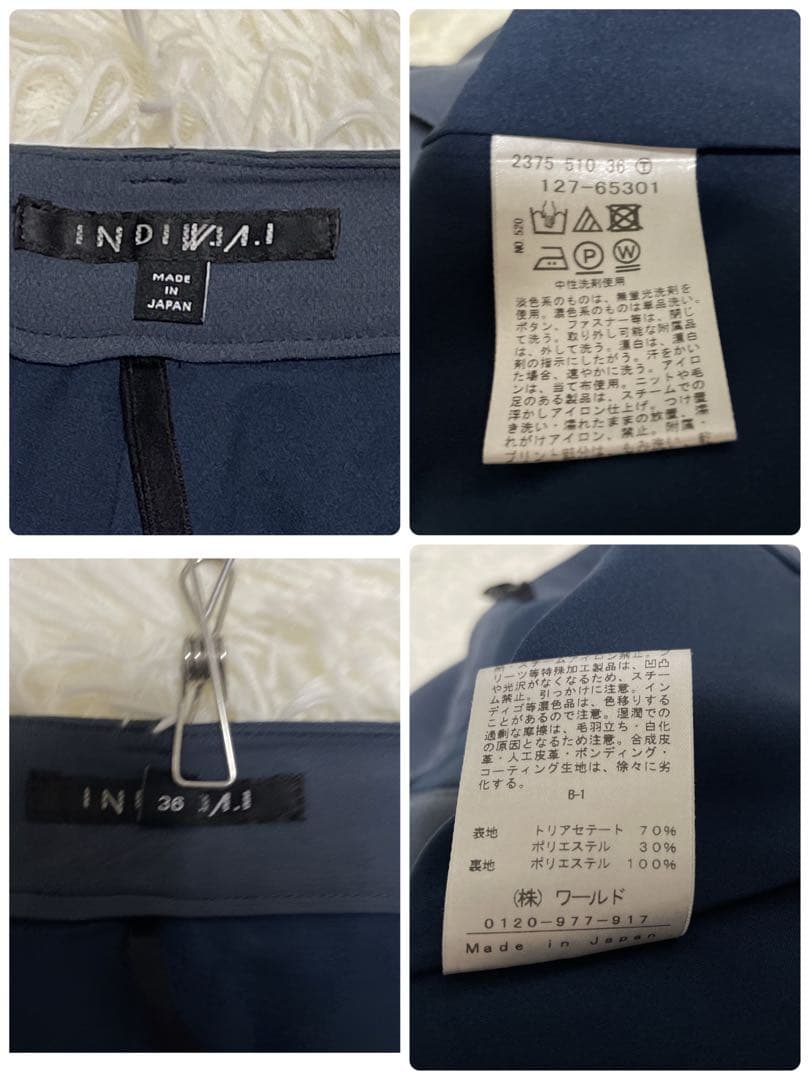 INDIVI V.A.I
MADE
IN
JAPAN
2375 510 36 Ⓣ
127-65301
NO.520
P W
中性洗剤使用
淡色系のものは、無蛍光洗剤を
使用。濃色系のものは単品洗い。
ボタン、ファスナー等は、閉じ
て洗う。取り外し可能な附属品
は、外して洗う。漂白は、漂白
剤の指示にしたがう。汗をかい
た場合、速やかに洗う。アイロ
ンは、当て布使用。ニットや毛
足のある製品は、スチームでの
浮かしアイロン仕上げ。つけ置
き洗い・濡れたままの放置、濡
れがけアイロン、禁止。附属・
プリント部分は、もみ洗い、
36
リーツ等特殊加工製品は、凹凸
や光沢がなくなるため、スチー
ム禁止。引っかけに注意。イン
ディゴ等濃色品は、色移りする
ことがあるので注意。湿潤での
過剰な摩擦は、毛羽立ち・白化
の原因となるため注意。合成皮
革・人工皮革・ボンディング・
コーティング生地は、徐々に劣
化する。
B-1
表地 トリアセテート 70%
ポリエステル 30%
裏地 ポリエステル 100%
(株)ワールド
0120-977-917
Made in Japan